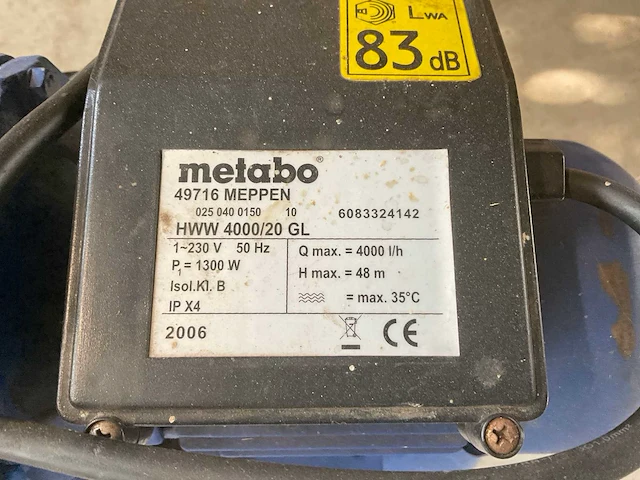 LWA
83 dB
metabo®
49716 MEPPEN
025 040 0150 10 6083324142
HWW 4000/20 GL
1~230 V 50 Hz
P1 = 1300 W
Isol.Kl. B
IP X4
Q max. = 4000 l/h
H max. = 48 m
= max. 35°C
2006
CE